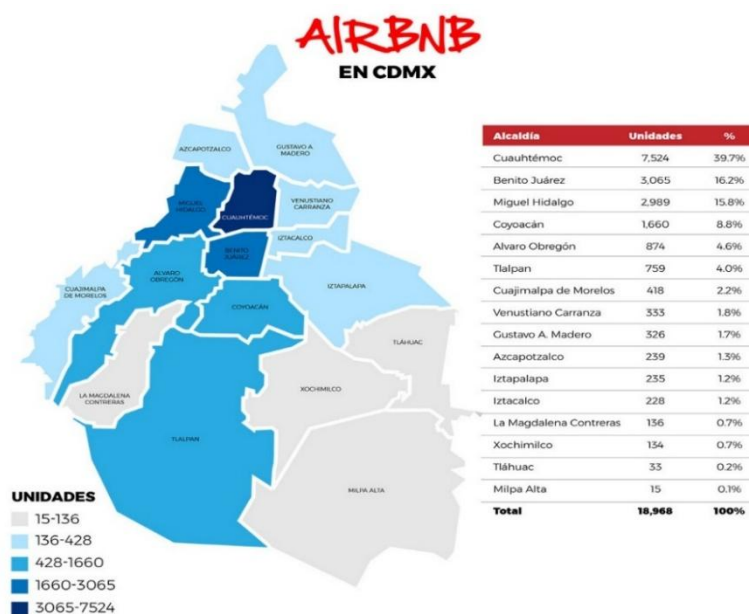 AIRBNB
EN CDMX
AZCAPOTZALCO
GUSTAVO A.
MADERO
MIGUEL
HIDALGO
CUAUHTÉMOC
VENUSTIANO
CARRANZA
IZTACALCO
BENITO
JUÁREZ
CUAJIMALPA
DE MORELOS
ALVARO
OBREGÓN
COYOACÁN
IZTAPALAPA
LA MAGDALENA
CONTRERAS
TLÁHUAC
XOCHIMILCO
TLALPAN
MILPA ALTA
UNIDADES
15-136
136-428
428-1660
1660-3065
3065-7524
Alcaldía Unidades %
Cuauhtémoc 7,524 39.7%
Benito Juárez 3,065 16.2%
Miguel Hidalgo 2,989 15.8%
Coyoacán 1,660 8.8%
Alvaro Obregón 874 4.6%
Tlalpan 759 4.0%
Cuajimalpa de Morelos 418 2.2%
Venustiano Carranza 333 1.8%
Gustavo A. Madero 326 1.7%
Azcapotzalco 239 1.3%
Iztapalapa 235 1.2%
Iztacalco 228 1.2%
La Magdalena Contreras 136 0.7%
Xochimilco 134 0.7%
Tláhuac 33 0.2%
Milpa Alta 15 0.1%
Total 18,968 100%